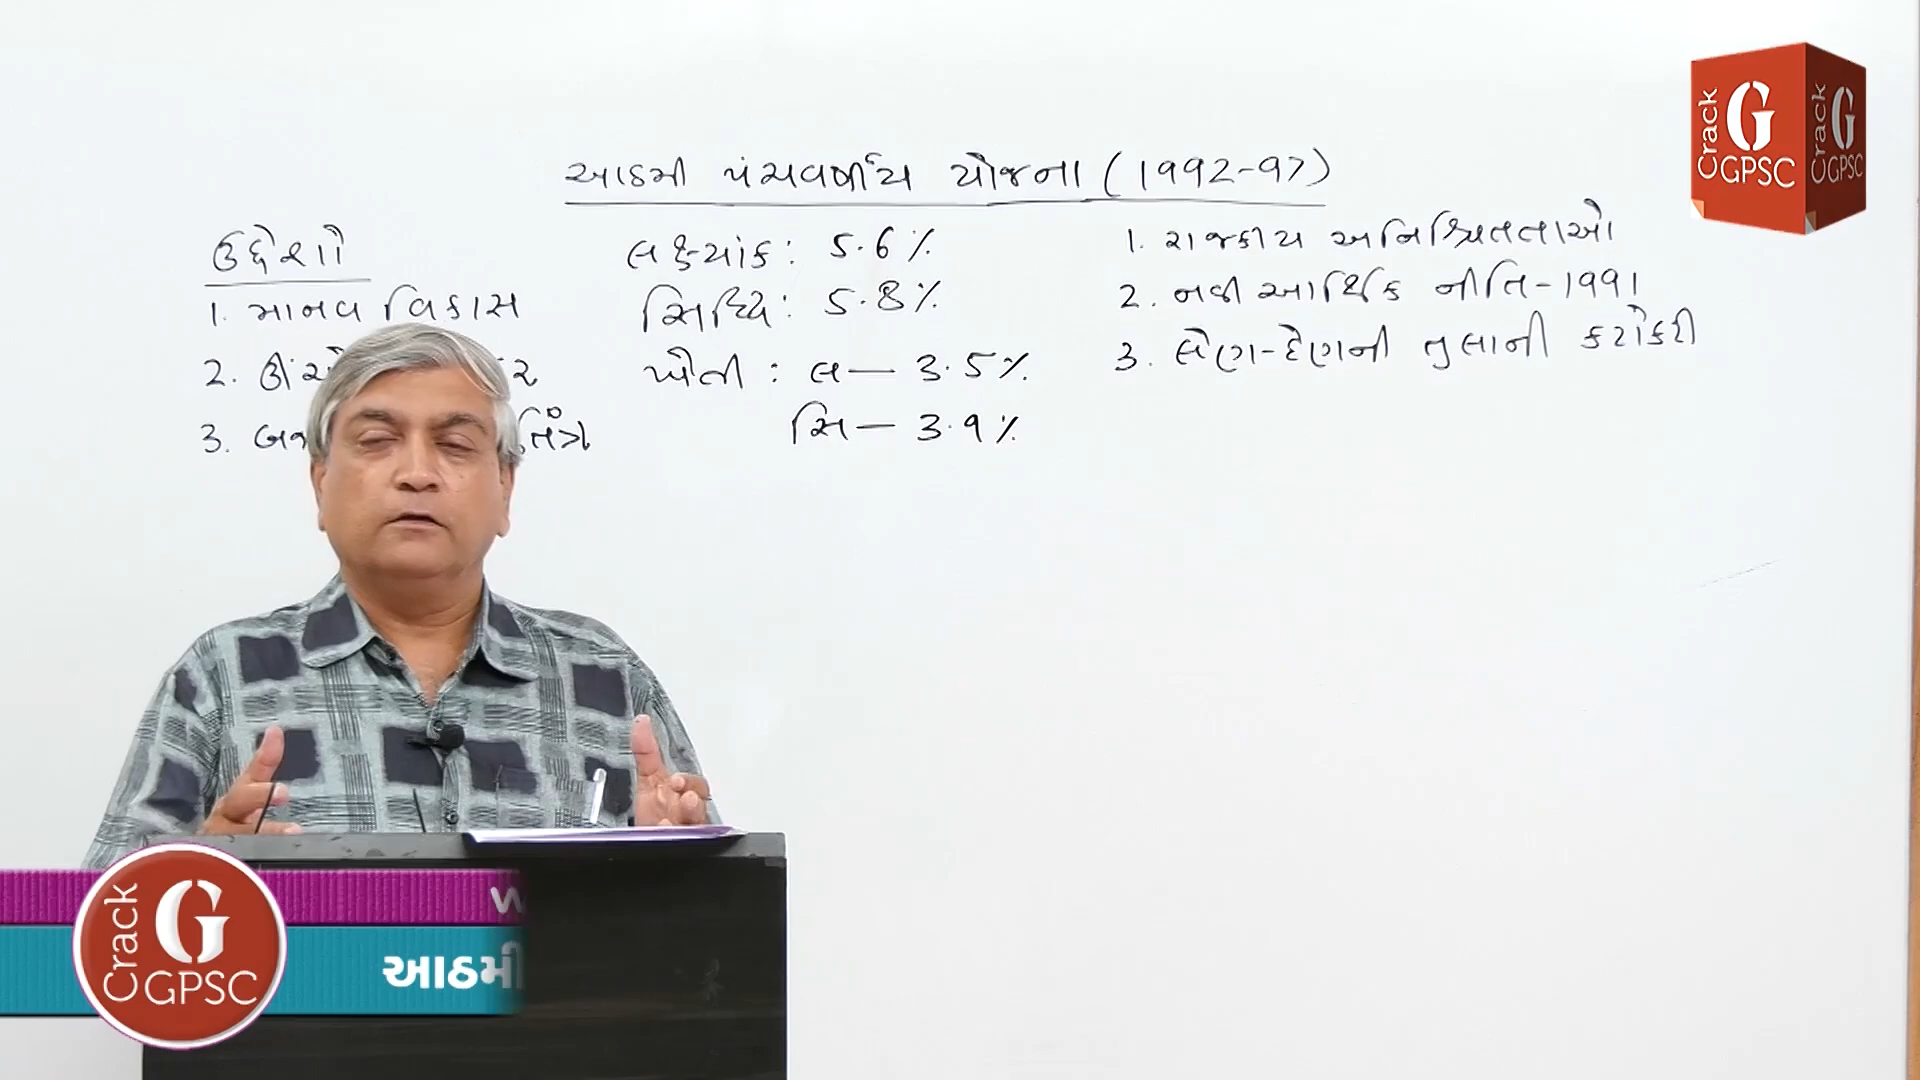 આઠમી પંચવર્ષીય યોજના (1992-97)
ઉદ્દેશો
1. માનવ વિકાસ
2. ઊંચો
3.
લક્ષ્યાંક : 5.6%
સિદ્ધિ : 5.8%
ખેતી : લ — 3.5%
સિ — 3.9%
1. રાજકીય અનિશ્ચિતતાઓ
2. નવી આર્થિક નીતિ - 1991
3. લેણ-દેણની તુલાની કટોકટી
Crack GPSC
Crack GPSC
આઠમી
Crack GPSC